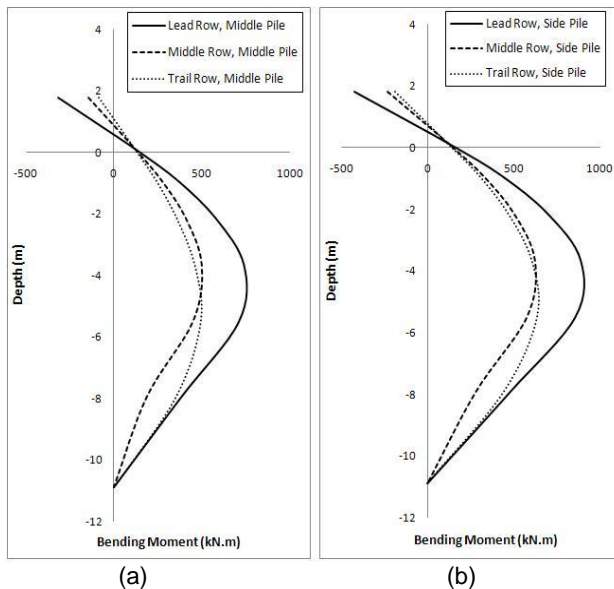 Lead Row, Middle Pile
Middle Row, Middle Pile
Trail Row, Middle Pile
4
2
0
-500
0
500
1000
-2
-4
-6
-8
-10
-12
Depth (m)
Bending Moment (kN.m)
(a)
Lead Row, Side Pile
Middle Row, Side Pile
Trail Row, Side Pile
4
2
0
-500
0
500
1000
-2
-4
-6
-8
-10
-12
Depth (m)
Bending Moment (kN.m)
(b)